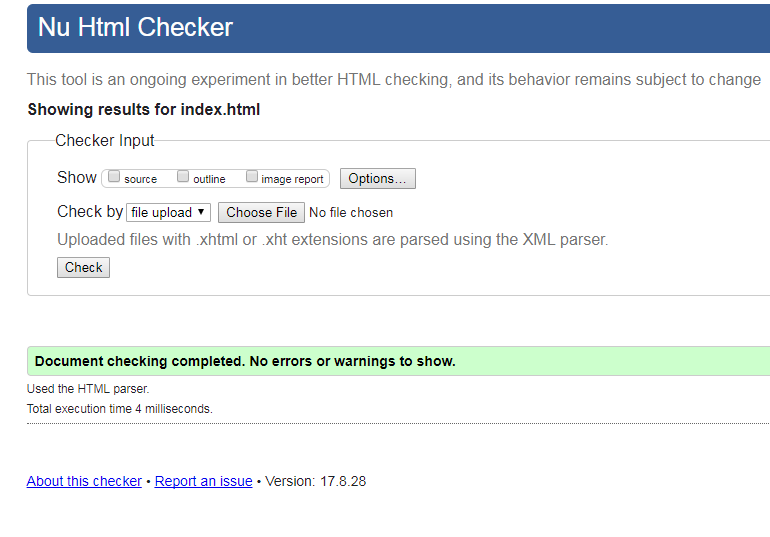 Nu Html Checker
This tool is an ongoing experiment in better HTML checking, and its behavior remains subject to change
Showing results for index.html
Checker Input
Show source outline image report Options...
Check by file upload Choose File No file chosen
Uploaded files with .xhtml or .xht extensions are parsed using the XML parser.
Check
Document checking completed. No errors or warnings to show.
Used the HTML parser.
Total execution time 4 milliseconds.
About this checker • Report an issue • Version: 17.8.28